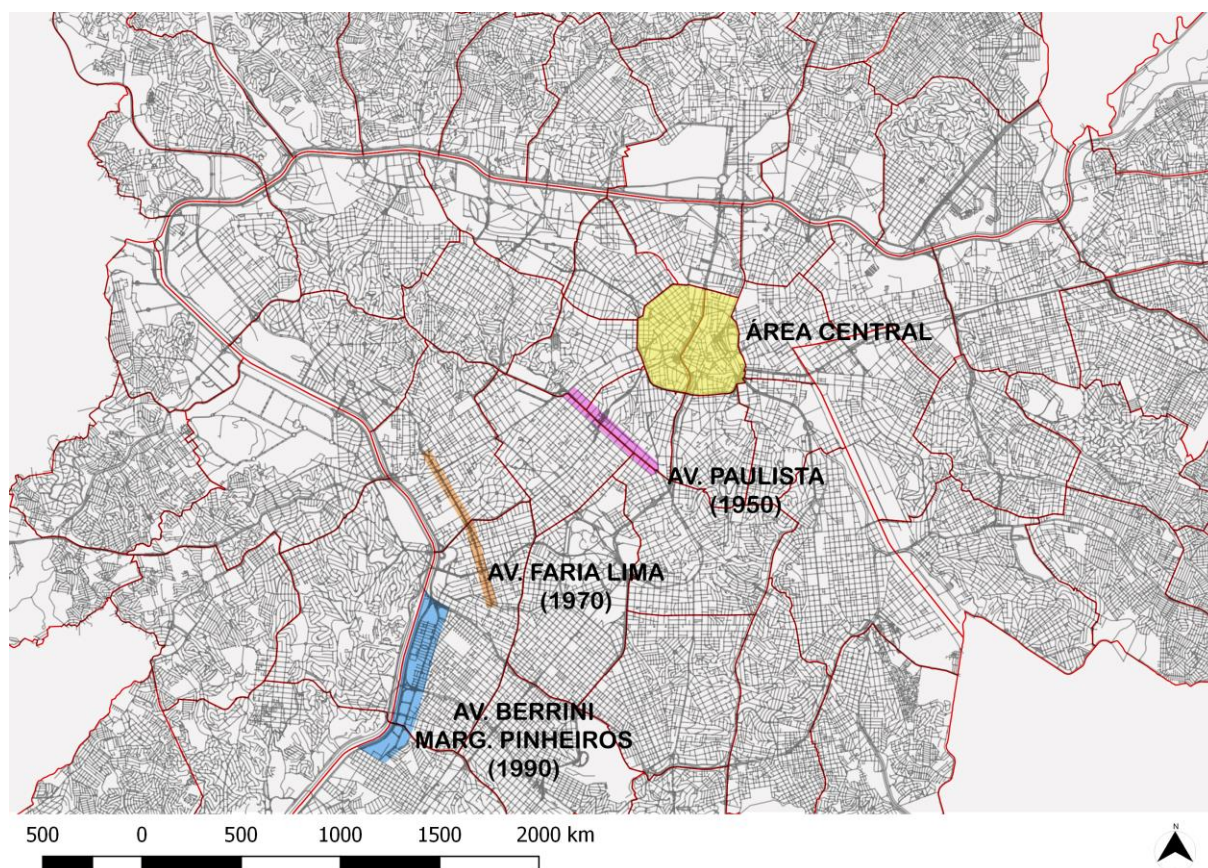 ÁREA CENTRAL
AV. PAULISTA
(1950)
AV. FARIA LIMA
(1970)
AV. BERRINI
MARG. PINHEIROS
(1990)
500 0 500 1000 1500 2000 km
N